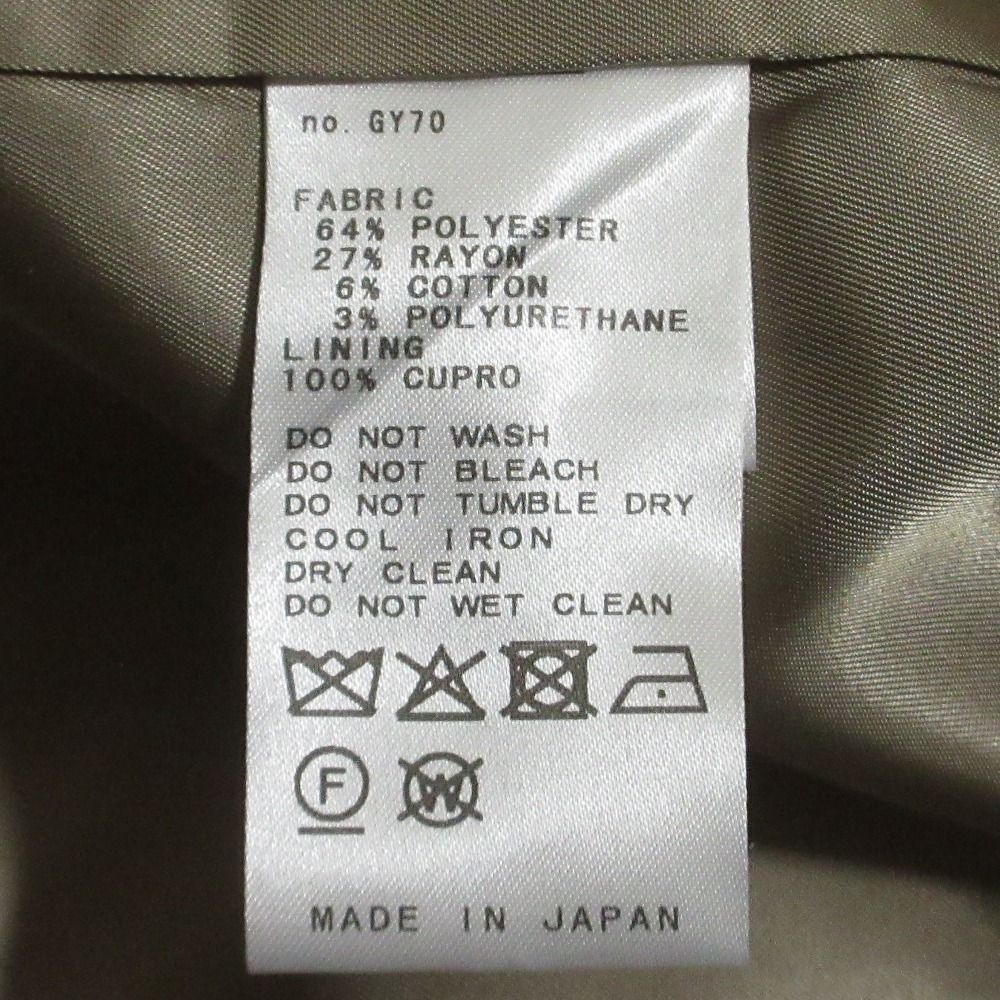 no. GY70
FABRIC
64% POLYESTER
27% RAYON
6% COTTON
3% POLYURETHANE
LINING
100% CUPRO
DO NOT WASH
DO NOT BLEACH
DO NOT TUMBLE DRY
COOL IRON
DRY CLEAN
DO NOT WET CLEAN
F W
MADE IN JAPAN